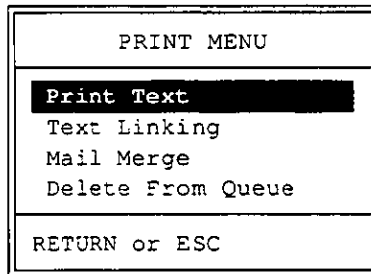 PRINT MENU
Print Text
Text Linking
Mail Merge
Delete From Queue
RETURN or ESC